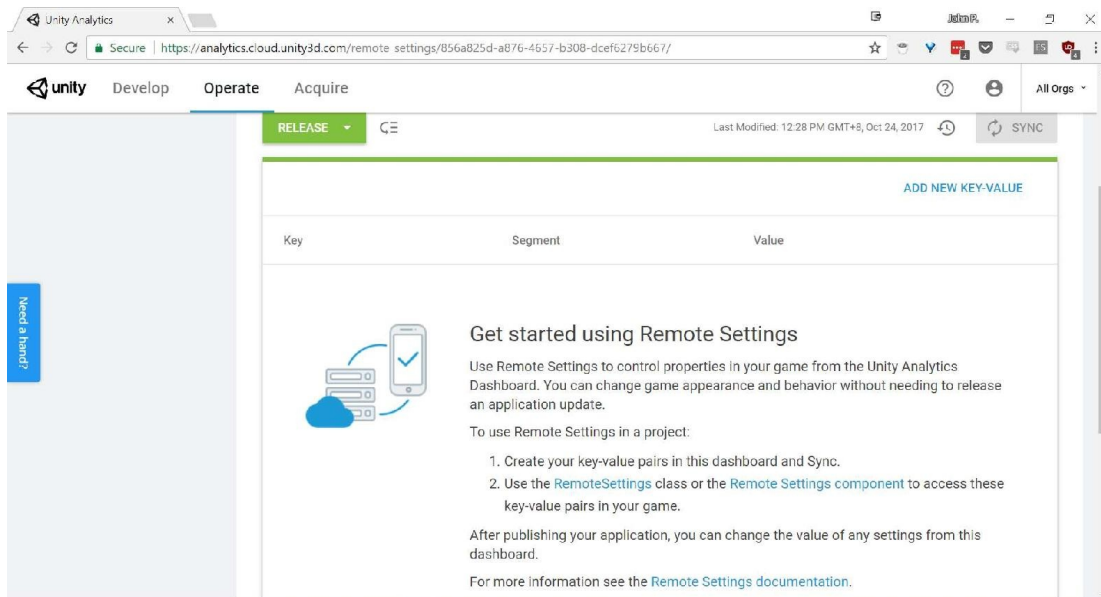 Unity Analytics
John P.
Secure | https://analytics.cloud.unity3d.com/remote_settings/856a825d-a876-4657-b308-dcef6279b667/
unity Develop Operate Acquire All Orgs
RELEASE Last Modified: 12:28 PM GMT+8, Oct 24, 2017 SYNC
ADD NEW KEY-VALUE
Key Segment Value
Need a hand?
Get started using Remote Settings
Use Remote Settings to control properties in your game from the Unity Analytics
Dashboard. You can change game appearance and behavior without needing to release
an application update.
To use Remote Settings in a project:
1. Create your key-value pairs in this dashboard and Sync.
2. Use the RemoteSettings class or the Remote Settings component to access these
key-value pairs in your game.
After publishing your application, you can change the value of any settings from this
dashboard.
For more information see the Remote Settings documentation.